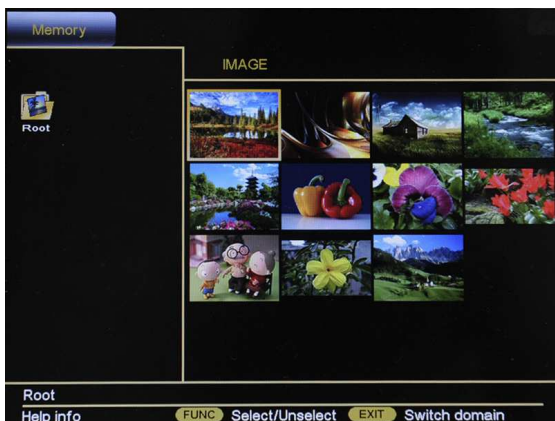 Memory
IMAGE
Root
Root
Help info
FUNC Select/Unselect EXIT Switch domain